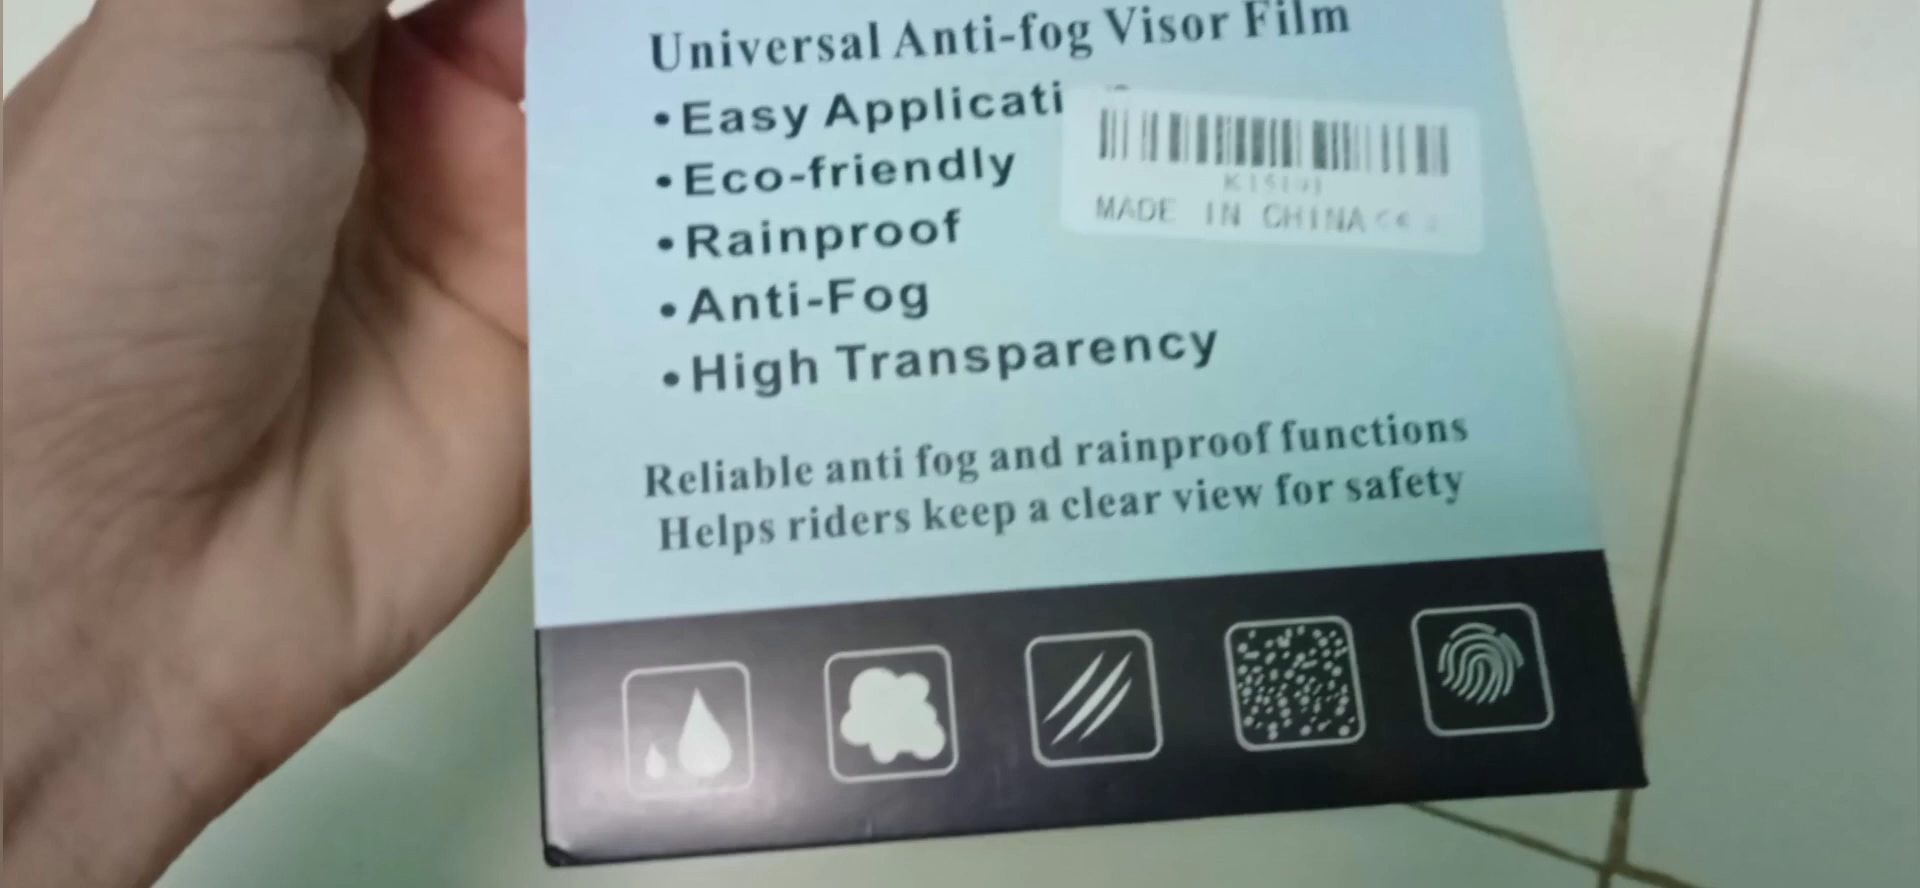 Universal Anti-fog Visor Film
•Easy Applicati
•Eco-friendly
•Rainproof
•Anti-Fog
•High Transparency
MADE IN CHINA
Reliable anti fog and rainproof functions
Helps riders keep a clear view for safety